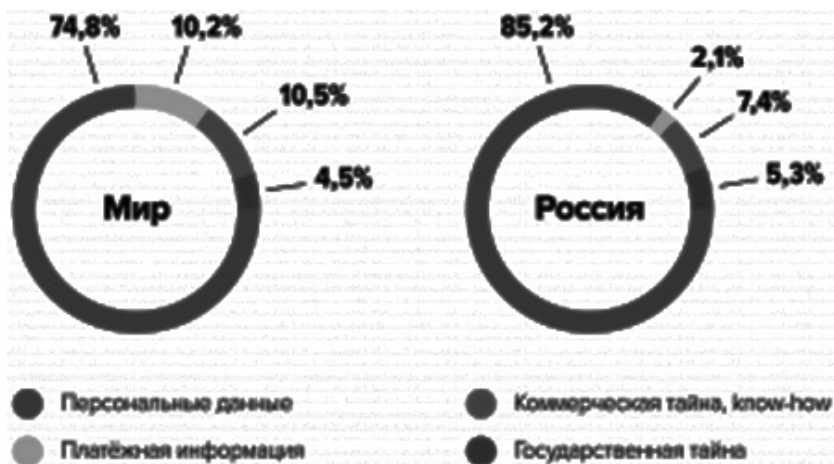 74,8% 10,2% 85,2%
2,1%
10,5% 7,4%
4,5% 5,3%
Мир Россия
Персональные данные Коммерческая тайна, know-how
Платёжная информация Государственная тайна